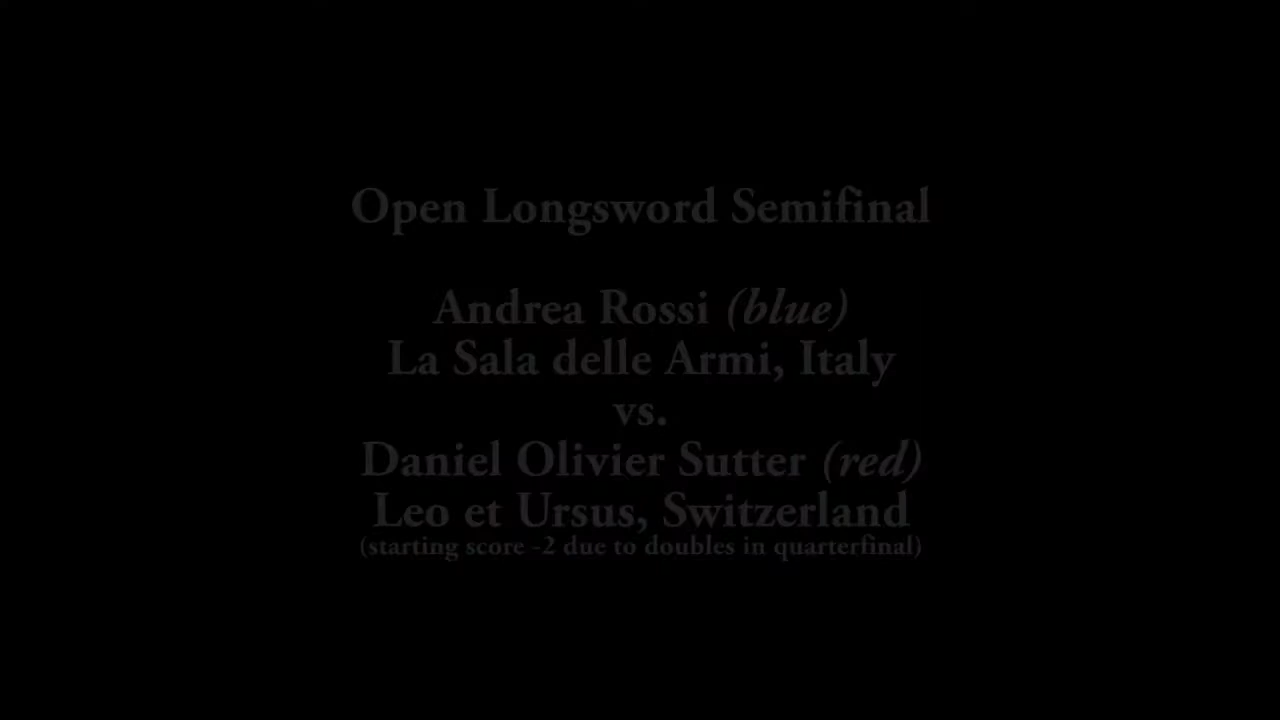 Open Longsword Semifinal
Andrea Rossi (blue)
La Sala delle Armi, Italy
vs.
Daniel Olivier Sutter (red)
Leo et Ursus, Switzerland
(starting score -2 due to doubles in quarterfinal)